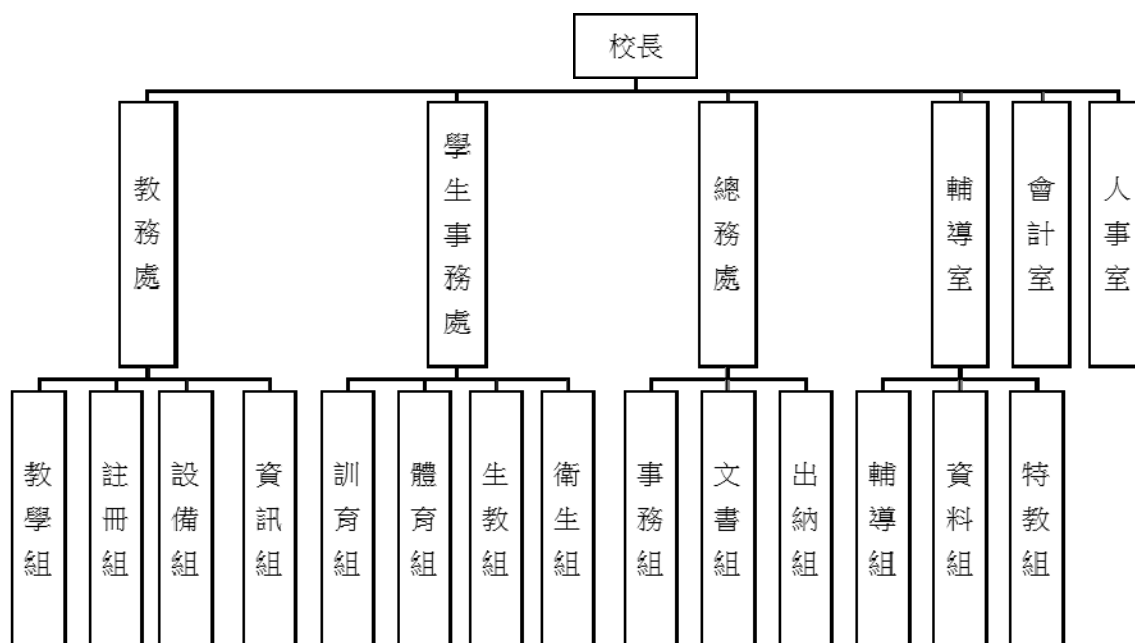 校長
教務處
學生事務處
總務處
輔導室
會計室
人事室
教學組
註冊組
設備組
資訊組
訓育組
體育組
生教組
衛生組
事務組
文書組
出納組
輔導組
資料組
特教組